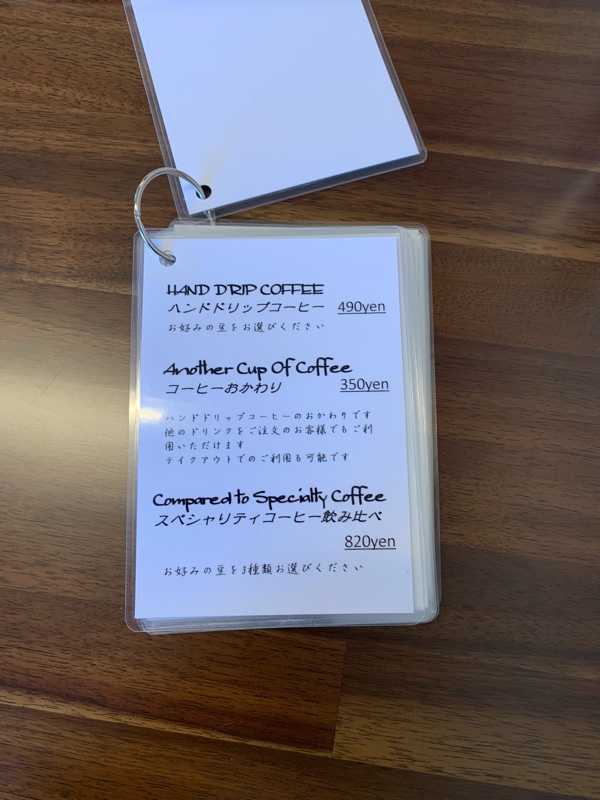 HAND DRIP COFFEE
ハンドドリップコーヒー 490yen
お好みの豆をお選びください
Another Cup Of Coffee
コーヒーおかわり 350yen
ハンドドリップコーヒーのおかわりです
他のドリンクをご注文のお客様でもご利
用いただけます
テイクアウトでのご利用も可能です
Compared to Specialty Coffee
スペシャリティコーヒー飲み比べ
820yen
お好みの豆を3種類お選びください